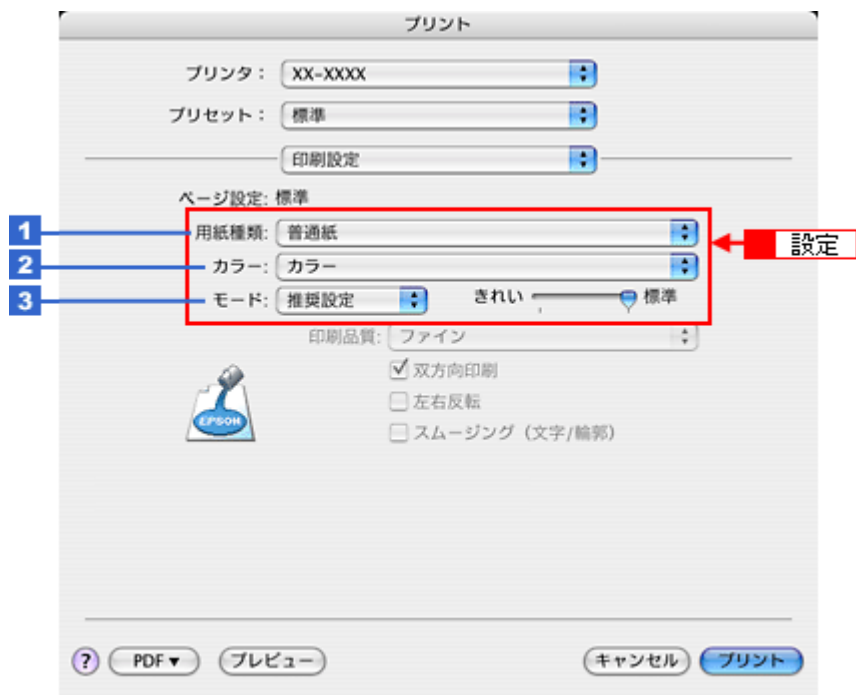 プリント
プリンタ： XX-XXXX
プリセット： 標準
印刷設定
ページ設定: 標準
1 用紙種類: 普通紙
設定
2 カラー: カラー
3 モード: 推奨設定 きれい 標準
印刷品質: ファイン
双方向印刷
左右反転
スムージング（文字/輪郭）
EPSON
? PDF▼ プレビュー キャンセル プリント